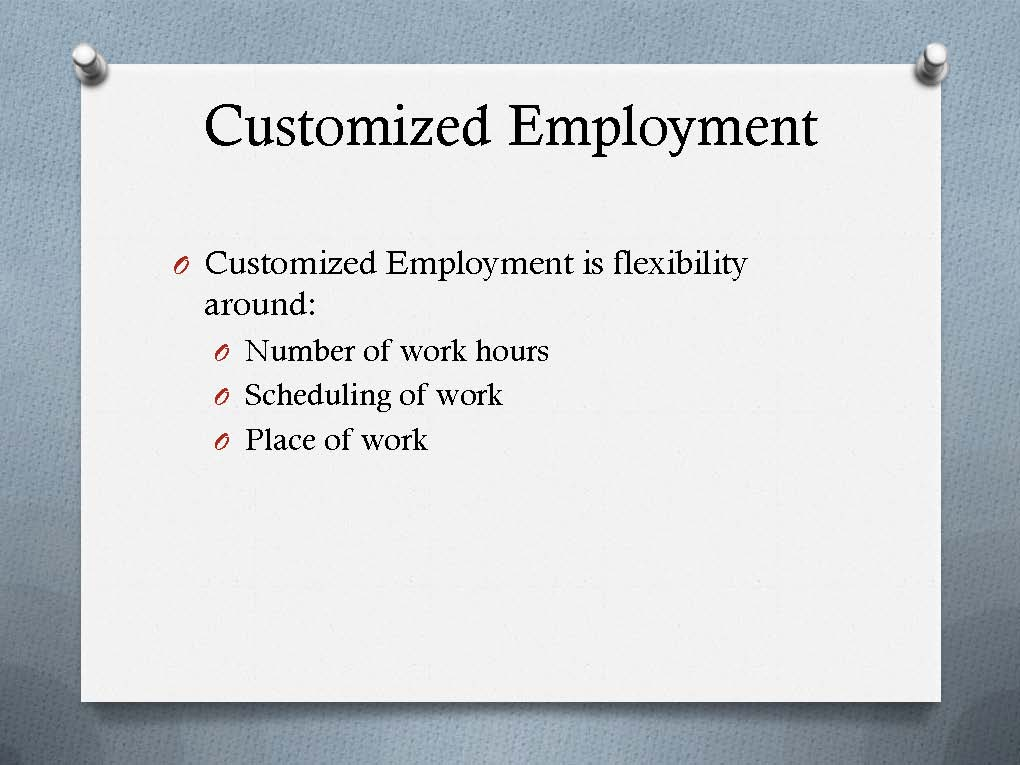 Customized Employment
Customized Employment is flexibility
around:
Number of work hours
Scheduling of work
Place of work